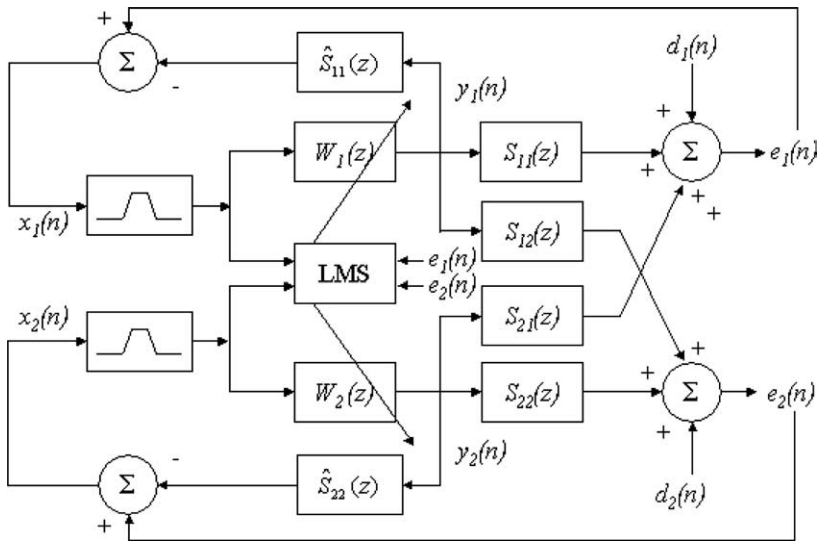 +
Σ
-
Ŝ₁₁(z)
y₁(n)
d₁(n)
+
W₁(z)
S₁₁(z)
+
Σ
e₁(n)
+
+
x₁(n)
S₁₂(z)
LMS
e₁(n)
e₂(n)
x₂(n)
S₂₁(z)
W₂(z)
S₂₂(z)
+
+
Σ
e₂(n)
+
y₂(n)
d₂(n)
-
Σ
+
Ŝ₂₂(z)